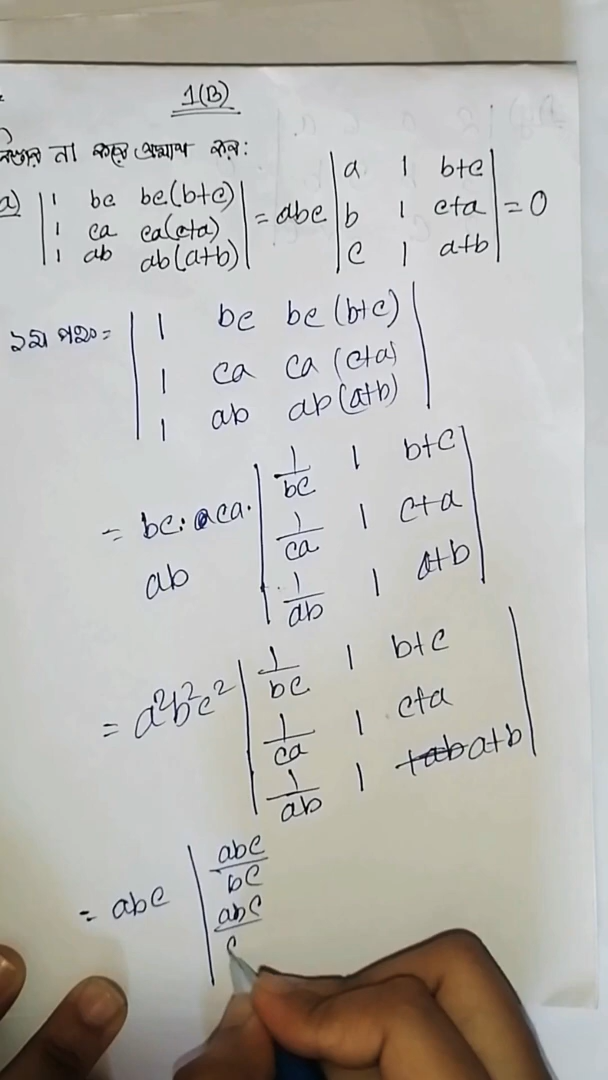 1(B)
বিস্তার না করে প্রমাণ কর:
a) | 1 bc bc(b+c) | = abc | a 1 b+c | = 0
| 1 ca ca(c+a) | | b 1 c+a |
| 1 ab ab(a+b) | | c 1 a+b |
১ম পক্ষ = | 1 bc bc(b+c) |
| 1 ca ca(c+a) |
| 1 ab ab(a+b) |
= bc. ca. ab | 1/bc 1 b+c |
| 1/ca 1 c+a |
| 1/ab 1 a+b |
= a²b²c² | 1/bc 1 b+c |
| 1/ca 1 c+a |
| 1/ab 1 a+b |
= abc | abc/bc
| abc/c